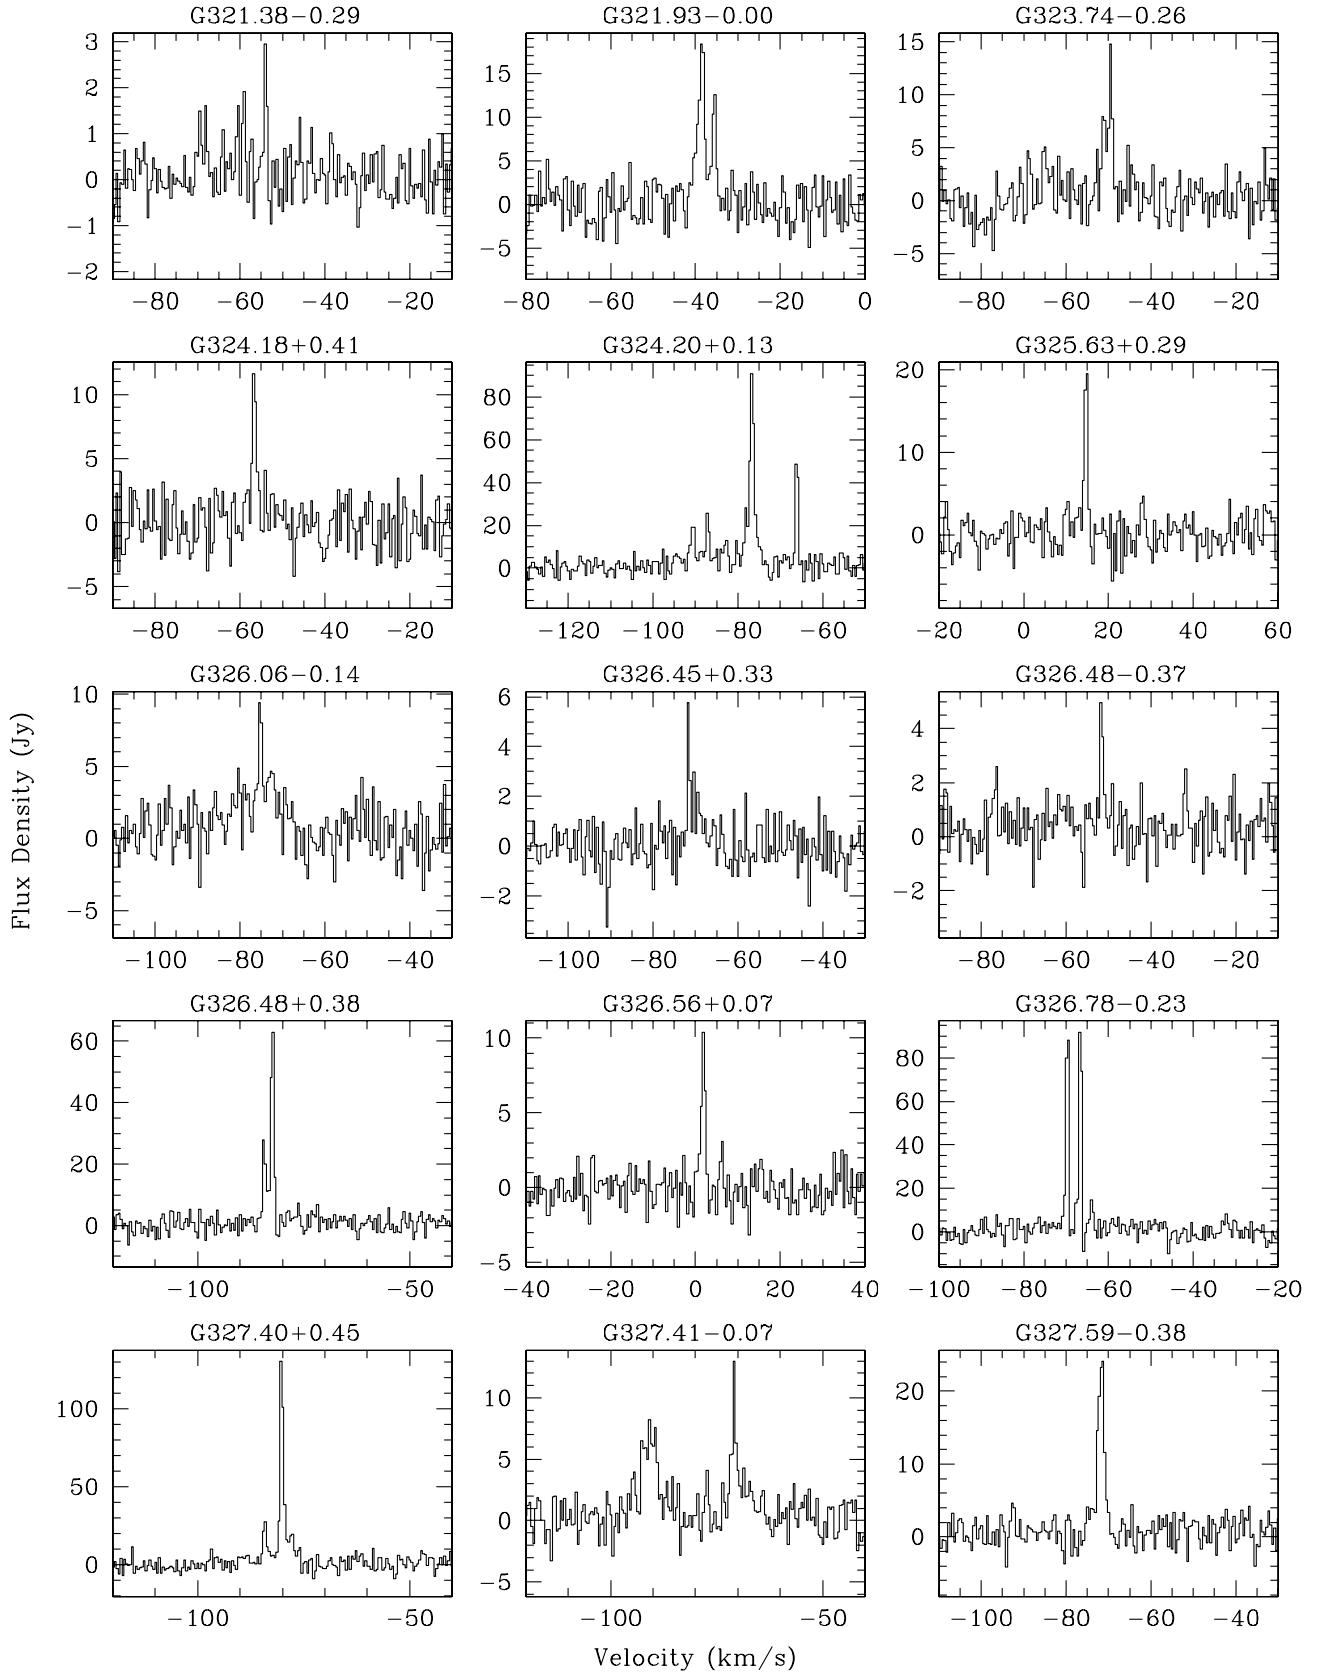 G321.38−0.29
G321.93−0.00
G323.74−0.26
3
2
1
0
−1
−2
15
10
5
0
−5
15
10
5
0
−5
−80 −60 −40 −20
−80 −60 −40 −20 0
−80 −60 −40 −20
G324.18+0.41
G324.20+0.13
G325.63+0.29
10
5
0
−5
80
60
40
20
0
20
10
0
−80 −60 −40 −20
−120 −100 −80 −60
−20 0 20 40 60
G326.06−0.14
G326.45+0.33
G326.48−0.37
10
5
0
−5
6
4
2
0
−2
4
2
0
−2
−100 −80 −60 −40
−100 −80 −60 −40
−80 −60 −40 −20
Flux Density (Jy)
G326.48+0.38
G326.56+0.07
G326.78−0.23
60
40
20
0
10
5
0
−5
80
60
40
20
0
−100 −50
−40 −20 0 20 40
−100 −80 −60 −40 −20
G327.40+0.45
G327.41−0.07
G327.59−0.38
100
50
0
10
5
0
−5
20
10
0
−100 −50
−100 −50
−100 −80 −60 −40
Velocity (km/s)